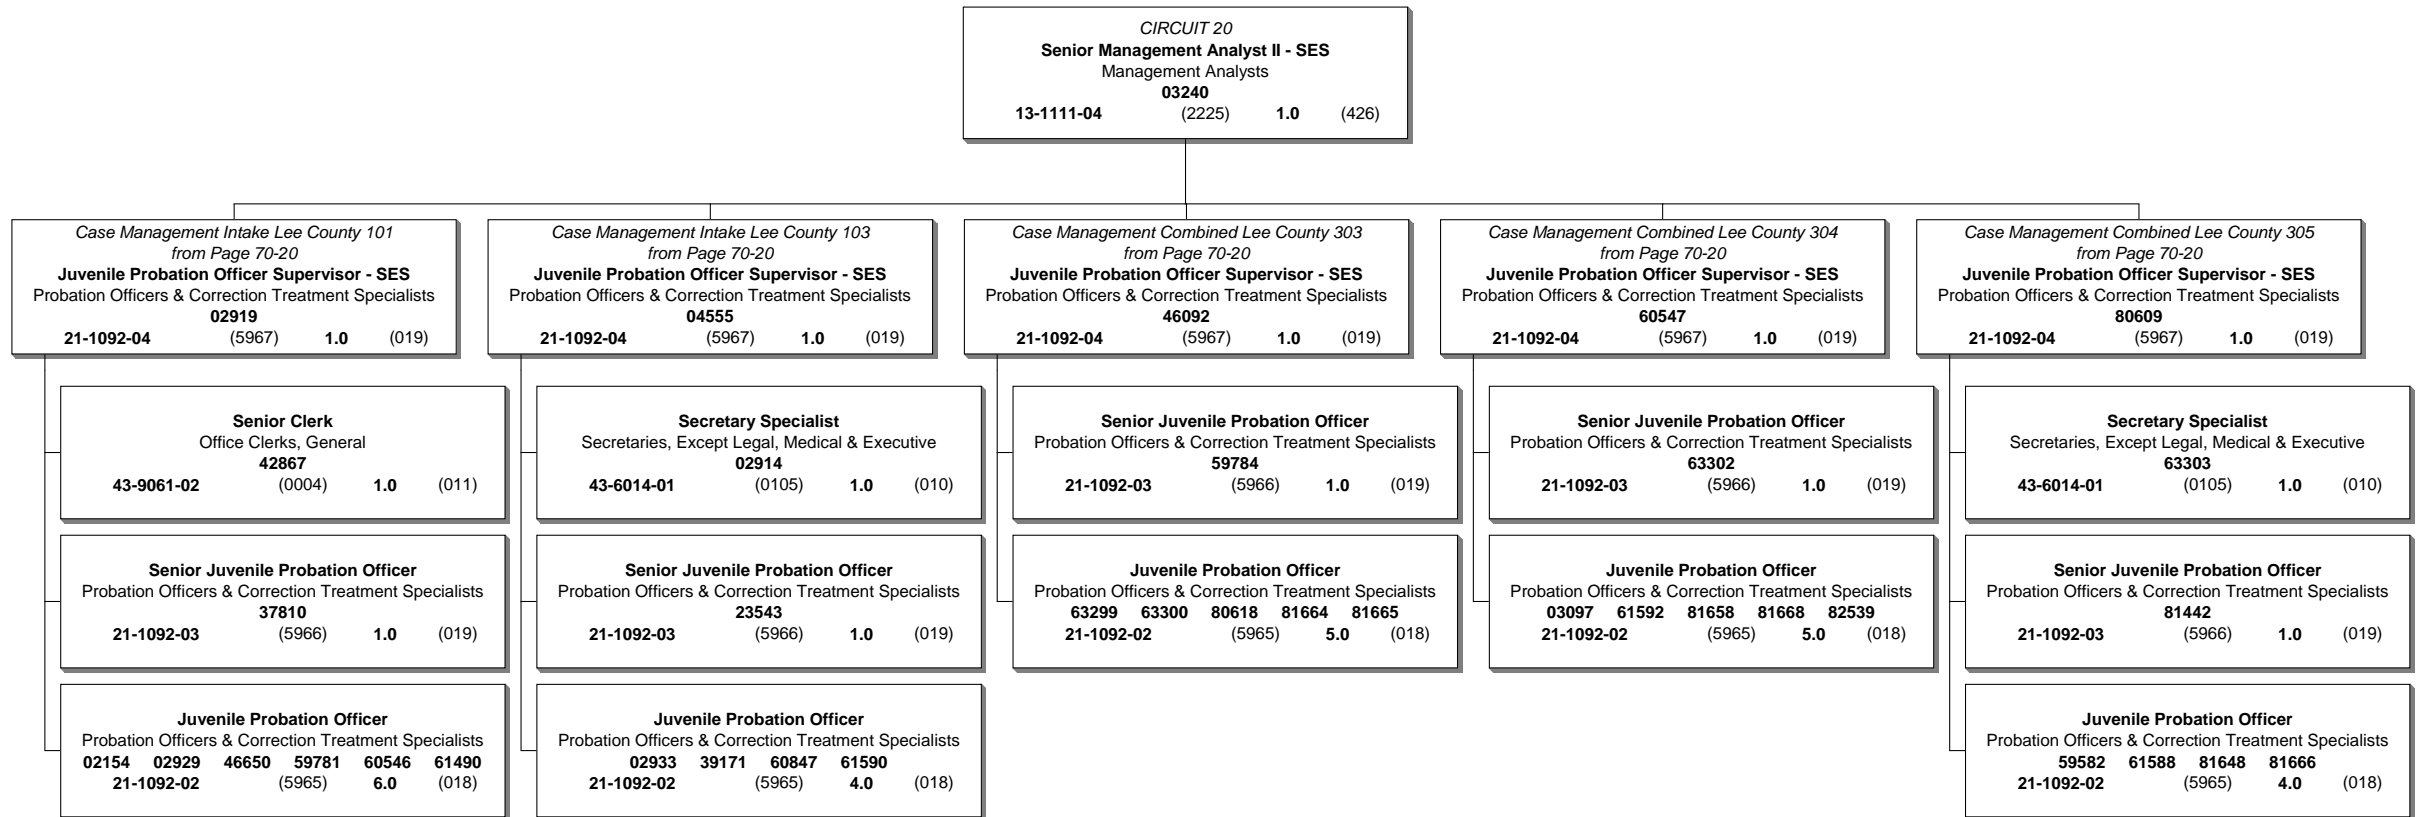 CIRCUIT 20
Senior Management Analyst II - SES
Management Analysts
03240
13-1111-04 (2225) 1.0 (426)
Case Management Intake Lee County 101
from Page 70-20
Juvenile Probation Officer Supervisor - SES
Probation Officers & Correction Treatment Specialists
02919
21-1092-04 (5967) 1.0 (019)
Senior Clerk
Office Clerks, General
42867
43-9061-02 (0004) 1.0 (011)
Senior Juvenile Probation Officer
Probation Officers & Correction Treatment Specialists
37810
21-1092-03 (5966) 1.0 (019)
Juvenile Probation Officer
Probation Officers & Correction Treatment Specialists
02154 02929 46650 59781 60546 61490
21-1092-02 (5965) 6.0 (018)
Case Management Intake Lee County 103
from Page 70-20
Juvenile Probation Officer Supervisor - SES
Probation Officers & Correction Treatment Specialists
04555
21-1092-04 (5967) 1.0 (019)
Secretary Specialist
Secretaries, Except Legal, Medical & Executive
02914
43-6014-01 (0105) 1.0 (010)
Senior Juvenile Probation Officer
Probation Officers & Correction Treatment Specialists
23543
21-1092-03 (5966) 1.0 (019)
Juvenile Probation Officer
Probation Officers & Correction Treatment Specialists
02933 39171 60847 61590
21-1092-02 (5965) 4.0 (018)
Case Management Combined Lee County 303
from Page 70-20
Juvenile Probation Officer Supervisor - SES
Probation Officers & Correction Treatment Specialists
46092
21-1092-04 (5967) 1.0 (019)
Senior Juvenile Probation Officer
Probation Officers & Correction Treatment Specialists
59784
21-1092-03 (5966) 1.0 (019)
Juvenile Probation Officer
Probation Officers & Correction Treatment Specialists
63299 63300 80618 81664 81665
21-1092-02 (5965) 5.0 (018)
Case Management Combined Lee County 304
from Page 70-20
Juvenile Probation Officer Supervisor - SES
Probation Officers & Correction Treatment Specialists
60547
21-1092-04 (5967) 1.0 (019)
Senior Juvenile Probation Officer
Probation Officers & Correction Treatment Specialists
63302
21-1092-03 (5966) 1.0 (019)
Juvenile Probation Officer
Probation Officers & Correction Treatment Specialists
03097 61592 81658 81668 82539
21-1092-02 (5965) 5.0 (018)
Case Management Combined Lee County 305
from Page 70-20
Juvenile Probation Officer Supervisor - SES
Probation Officers & Correction Treatment Specialists
80609
21-1092-04 (5967) 1.0 (019)
Secretary Specialist
Secretaries, Except Legal, Medical & Executive
63303
43-6014-01 (0105) 1.0 (010)
Senior Juvenile Probation Officer
Probation Officers & Correction Treatment Specialists
81442
21-1092-03 (5966) 1.0 (019)
Juvenile Probation Officer
Probation Officers & Correction Treatment Specialists
59582 61588 81648 81666
21-1092-02 (5965) 4.0 (018)